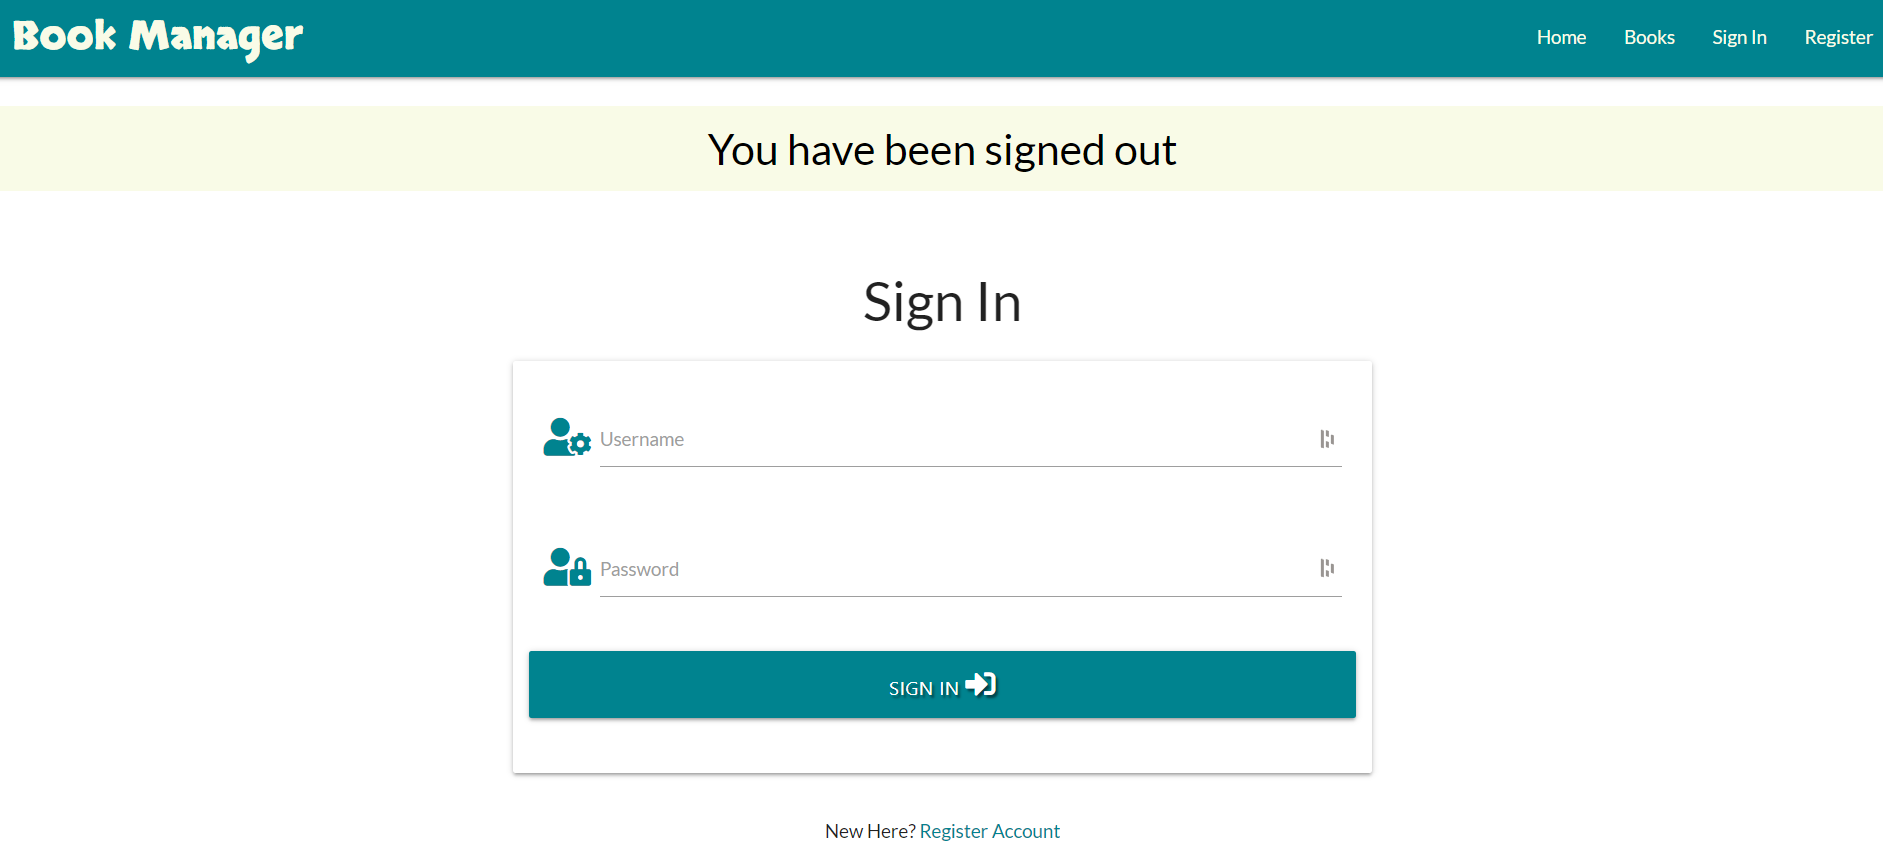 Book Manager
Home Books Sign In Register
You have been signed out
Sign In
Username
Password
SIGN IN
New Here? Register Account